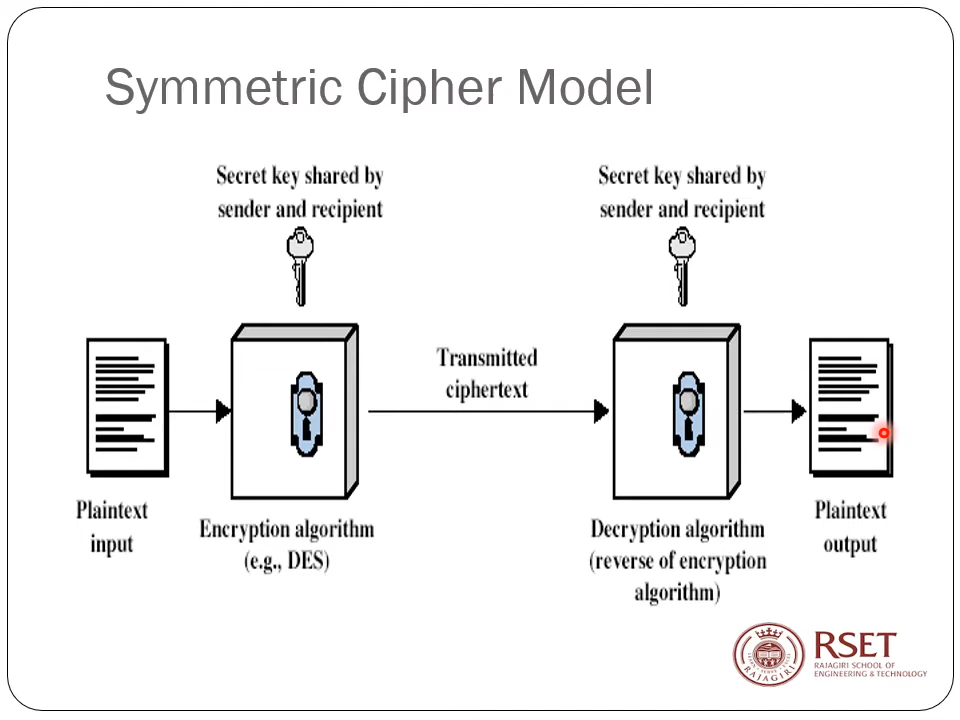 Symmetric Cipher Model
Secret key shared by
sender and recipient
Secret key shared by
sender and recipient
Transmitted
ciphertext
Plaintext
input
Encryption algorithm
(e.g., DES)
Decryption algorithm
(reverse of encryption
algorithm)
Plaintext
output
RSET
RAJAGIRI SCHOOL OF
ENGINEERING & TECHNOLOGY
RAJAGIRI